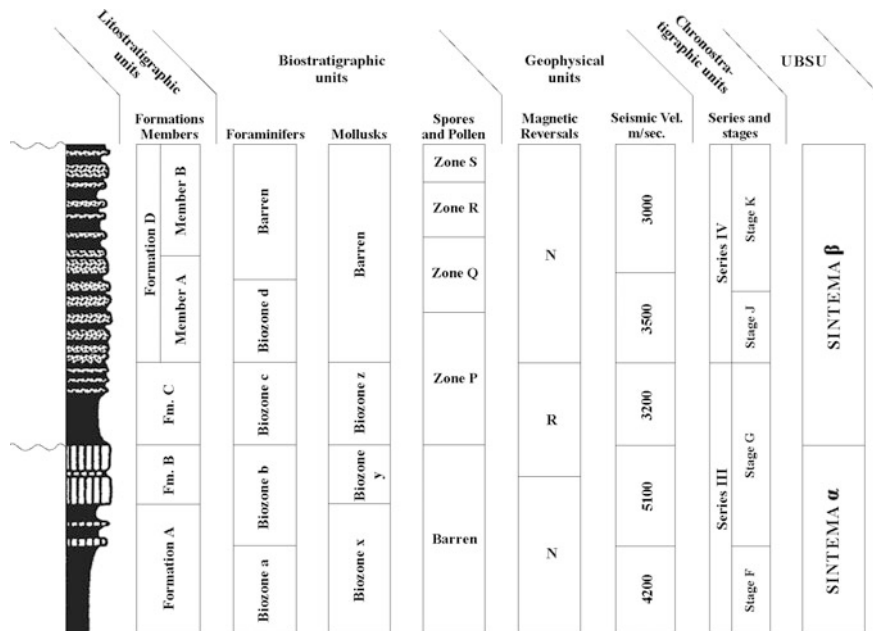 Litostratigraphic
units
Biostratigraphic
units
Geophysical
units
Chronostra-
tigraphic units
UBSU
Formations
Members
Foraminifers
Mollusks
Spores
and Pollen
Magnetic
Reversals
Seismic Vel.
m/sec.
Series and
stages
Formation D
Member B
Member A
Fm. C
Fm. B
Formation A
Barren
Biozone d
Biozone c
Biozone b
Biozone a
Barren
Biozone z
Biozone
y
Biozone x
Zone S
Zone R
Zone Q
Zone P
Barren
N
R
N
3000
3500
3200
5100
4200
Series IV
Series III
Stage K
Stage J
Stage G
Stage F
SINTEMA β
SINTEMA α